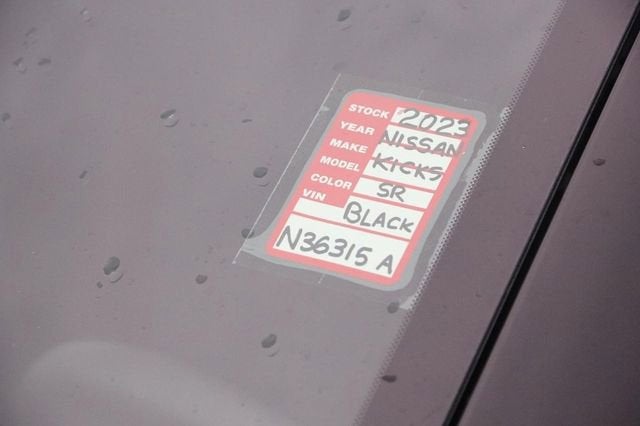 STOCK 2023
YEAR NISSAN
MAKE KICKS
MODEL SR
COLOR BLACK
VIN
N36315 A